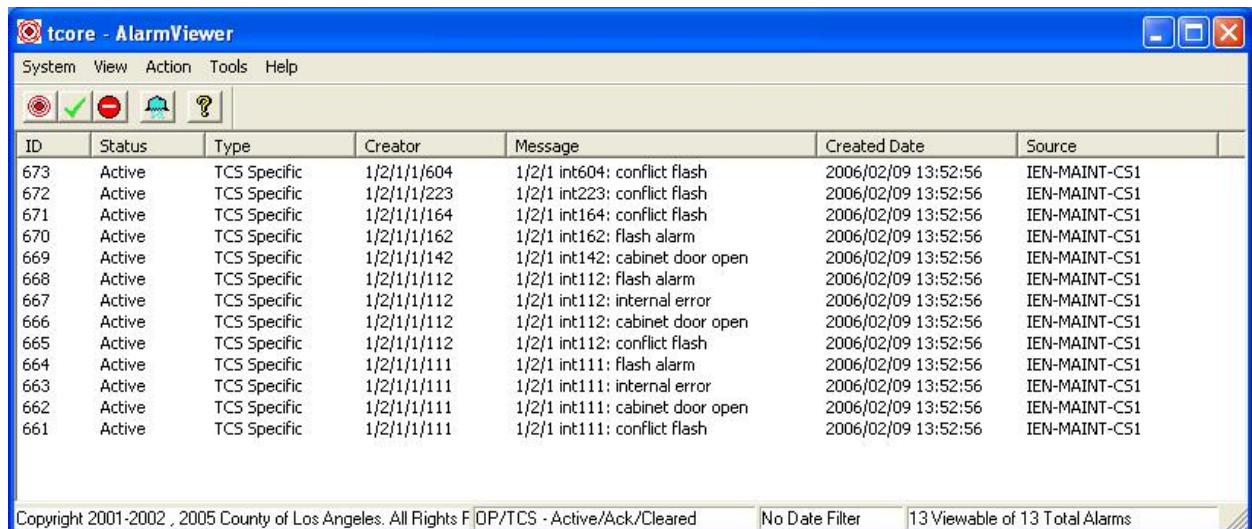 tcore - AlarmViewer
System View Action Tools Help
ID Status Type Creator Message Created Date Source
673 Active TCS Specific 1/2/1/1/604 1/2/1 int604: conflict flash 2006/02/09 13:52:56 IEN-MAINT-CS1
672 Active TCS Specific 1/2/1/1/223 1/2/1 int223: conflict flash 2006/02/09 13:52:56 IEN-MAINT-CS1
671 Active TCS Specific 1/2/1/1/164 1/2/1 int164: conflict flash 2006/02/09 13:52:56 IEN-MAINT-CS1
670 Active TCS Specific 1/2/1/1/162 1/2/1 int162: flash alarm 2006/02/09 13:52:56 IEN-MAINT-CS1
669 Active TCS Specific 1/2/1/1/142 1/2/1 int142: cabinet door open 2006/02/09 13:52:56 IEN-MAINT-CS1
668 Active TCS Specific 1/2/1/1/112 1/2/1 int112: flash alarm 2006/02/09 13:52:56 IEN-MAINT-CS1
667 Active TCS Specific 1/2/1/1/112 1/2/1 int112: internal error 2006/02/09 13:52:56 IEN-MAINT-CS1
666 Active TCS Specific 1/2/1/1/112 1/2/1 int112: cabinet door open 2006/02/09 13:52:56 IEN-MAINT-CS1
665 Active TCS Specific 1/2/1/1/112 1/2/1 int112: conflict flash 2006/02/09 13:52:56 IEN-MAINT-CS1
664 Active TCS Specific 1/2/1/1/111 1/2/1 int111: flash alarm 2006/02/09 13:52:56 IEN-MAINT-CS1
663 Active TCS Specific 1/2/1/1/111 1/2/1 int111: internal error 2006/02/09 13:52:56 IEN-MAINT-CS1
662 Active TCS Specific 1/2/1/1/111 1/2/1 int111: cabinet door open 2006/02/09 13:52:56 IEN-MAINT-CS1
661 Active TCS Specific 1/2/1/1/111 1/2/1 int111: conflict flash 2006/02/09 13:52:56 IEN-MAINT-CS1
Copyright 2001-2002 , 2005 County of Los Angeles. All Rights OP/TCS - Active/Ack/Cleared No Date Filter 13 Viewable of 13 Total Alarms